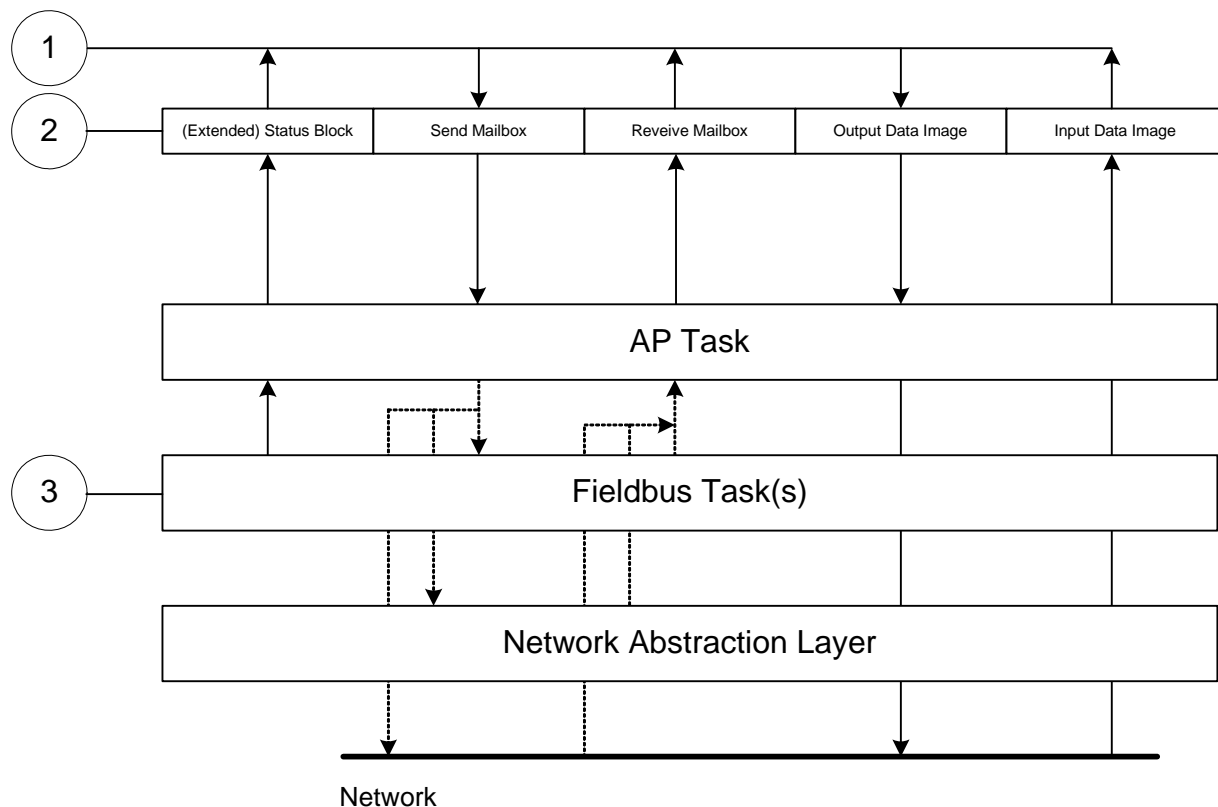 1
2
(Extended) Status Block
Send Mailbox
Reveive Mailbox
Output Data Image
Input Data Image
AP Task
3
Fieldbus Task(s)
Network Abstraction Layer
Network